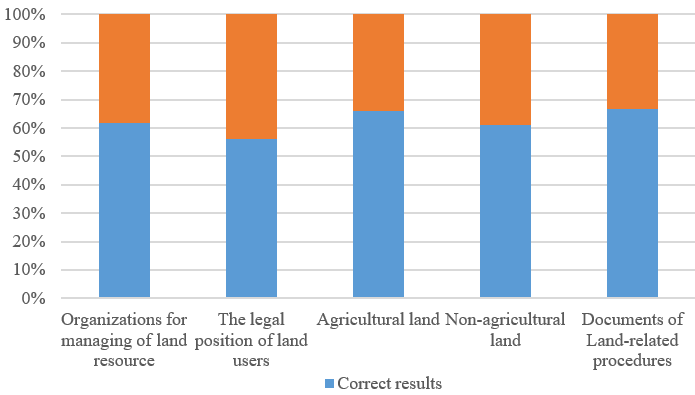 100%
90%
80%
70%
60%
50%
40%
30%
20%
10%
0%
Organizations for
managing of land
resource
The legal
position of land
users
Agricultural land
Non-agricultural
land
Documents of
Land-related
procedures
Correct results